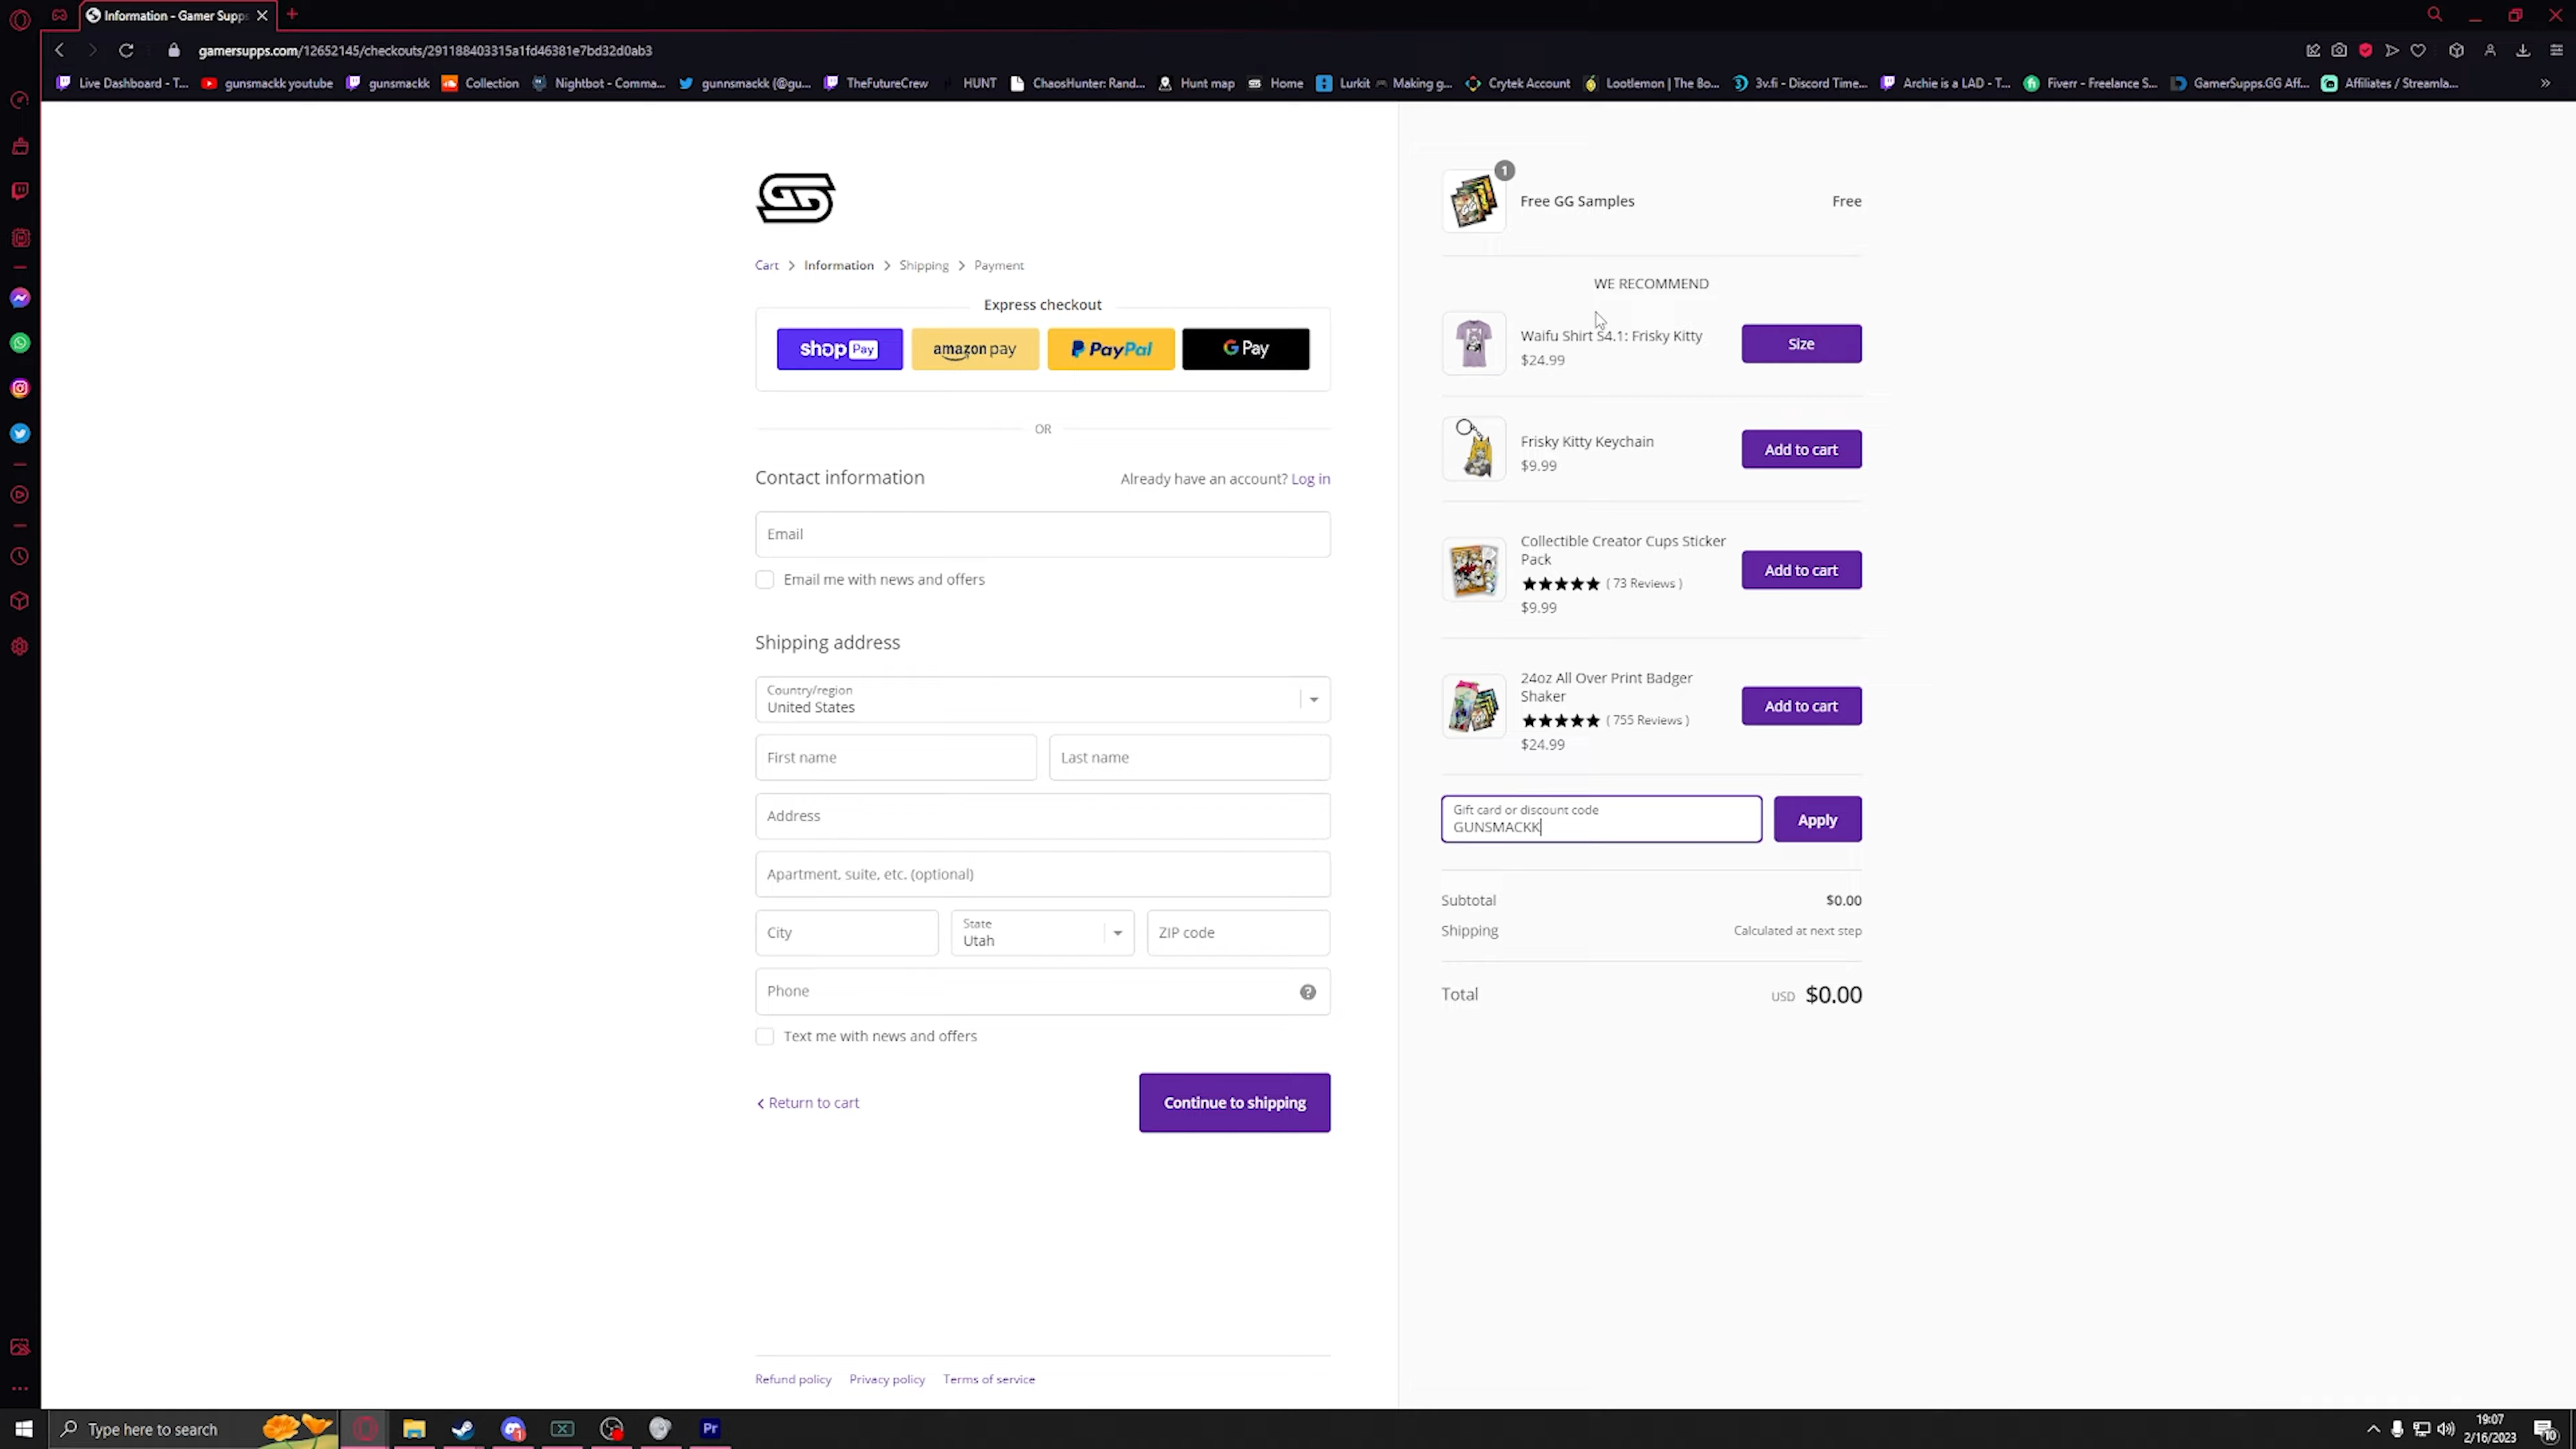 Information - Gamer Supps
gamersupps.com/12652145/checkouts/291188403315a1fd46381e7bd32d0ab3
Live Dashboard - T... gunsmackk youtube gunsmackk Collection Nightbot - Comma... gunnsmackk (@gu... TheFutureCrew HUNT ChaosHunter: Rand... Hunt map Home Lurkit Making g... Crytek Account Lootlemon | The Bo... 3v.fi - Discord Time... Archie is a LAD - T... Fiverr - Freelance S... GamerSupps.GG Aff... Affiliates / Streamla...
Cart > Information > Shipping > Payment
Express checkout
shop Pay amazon pay PayPal G Pay
OR
Contact information Already have an account? Log in
Email
Email me with news and offers
Shipping address
Country/region
United States
First name Last name
Address
Apartment, suite, etc. (optional)
City State ZIP code
Utah
Phone
Text me with news and offers
Return to cart Continue to shipping
Refund policy Privacy policy Terms of service
1
Free GG Samples Free
WE RECOMMEND
Waifu Shirt S4.1: Frisky Kitty
$24.99
Size
Frisky Kitty Keychain
$9.99
Add to cart
Collectible Creator Cups Sticker
Pack
( 73 Reviews )
$9.99
Add to cart
24oz All Over Print Badger
Shaker
( 755 Reviews )
$24.99
Add to cart
Gift card or discount code
GUNSMACKK
Apply
Subtotal $0.00
Shipping Calculated at next step
Total USD $0.00
Type here to search
Pr
19:07
2/16/2023
10